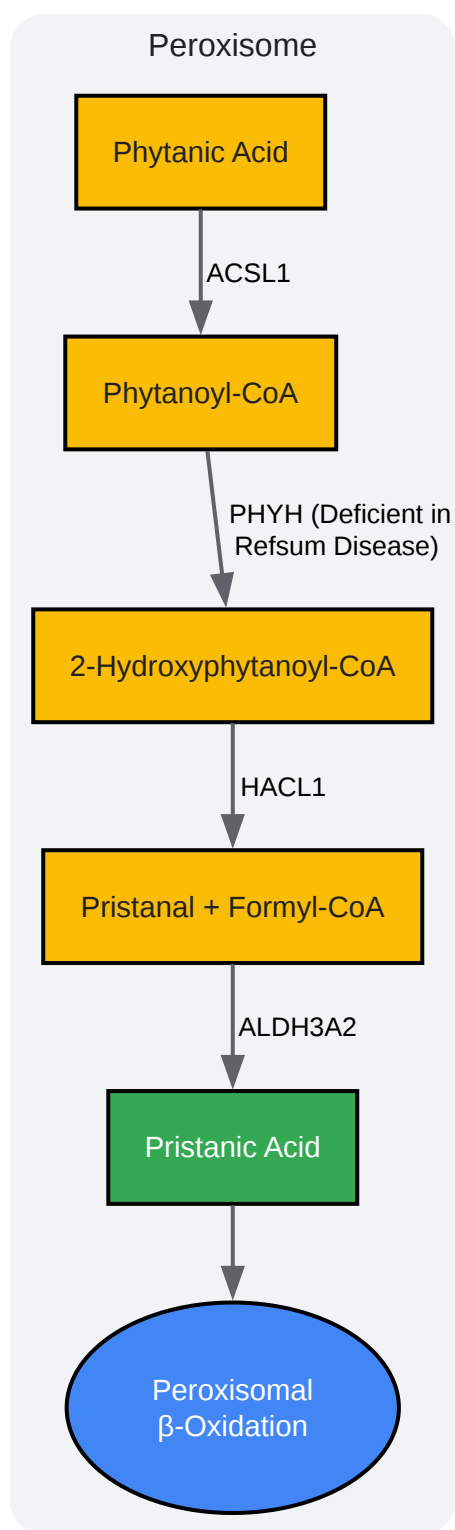 Peroxisome
Phytanic Acid
ACSL1
Phytanoyl-CoA
PHYH (Deficient in
Refsum Disease)
2-Hydroxyphytanoyl-CoA
HACL1
Pristanal + Formyl-CoA
ALDH3A2
Pristanic Acid
Peroxisomal
β-Oxidation